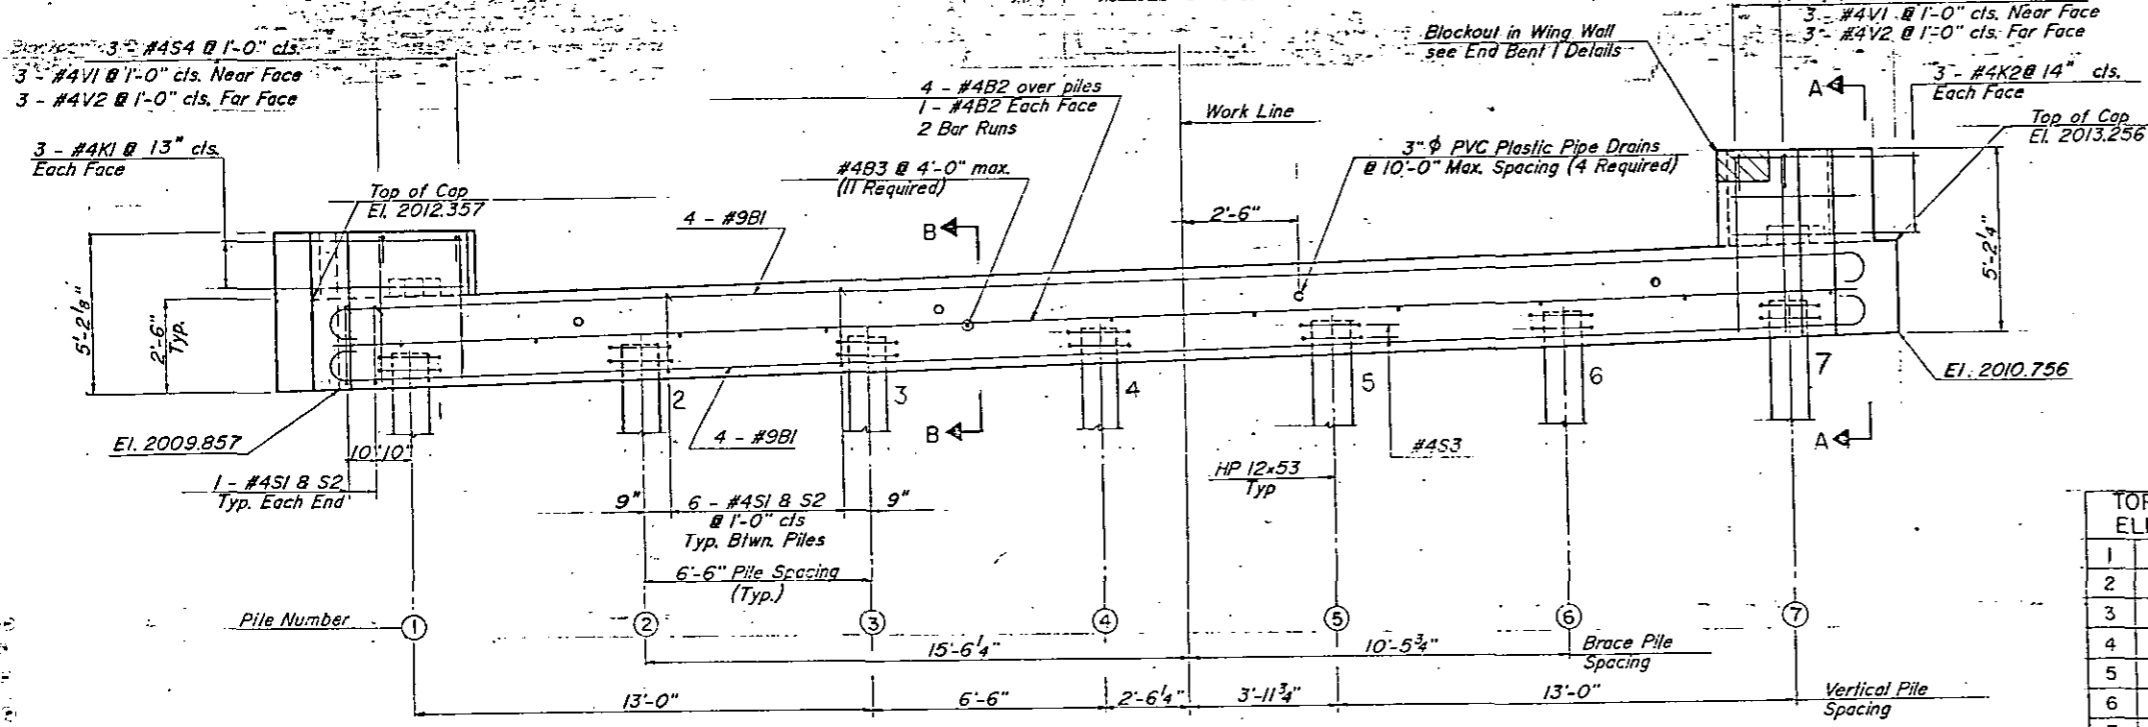 3 - #4S4 @ 1'-0" cls.
3 - #4V1 @ 1'-0" cls. Near Face
3 - #4V2 @ 1'-0" cls. Far Face
3 - #4K1 @ 13" cls.
Each Face
Top of Cap
El. 2012.357
4 - #9B1
4 - #4B2 over piles
1 - #4B2 Each Face
2 Bar Runs
#4B3 @ 4'-0" max.
(11 Required)
B
Work Line
2'-6"
3" ϕ PVC Plastic Pipe Drains
@ 10'-0" Max. Spacing (4 Required)
Blockout in Wing Wall
see End Bent 1 Details
3 - #4V1 @ 1'-0" cls. Near Face
3 - #4V2 @ 1'-0" cls. Far Face
3 - #4K2 @ 14" cls.
Each Face
A
Top of Cap
El. 2013.256
5'-2 1/8"
2'-6"
Typ.
5'-2 1/4"
El. 2009.857
10"
10"
1 - #4S1 & S2
Typ. Each End
1
2
3
4
5
6
7
4 - #9B1
B
#4S3
HP 12x53
Typ
A
El. 2010.756
9"
6 - #4S1 & S2
@ 1'-0" cls
Typ. Btwn. Piles
9"
6'-6" Pile Spacing
(Typ.)
Pile Number
1
2
3
4
5
6
7
15'-6 1/4"
10'-5 3/4"
Brace Pile
Spacing
13'-0"
6'-6"
2'-6 1/4"
3'-11 3/4"
13'-0"
Vertical Pile
Spacing
1
2
3
4
5
6